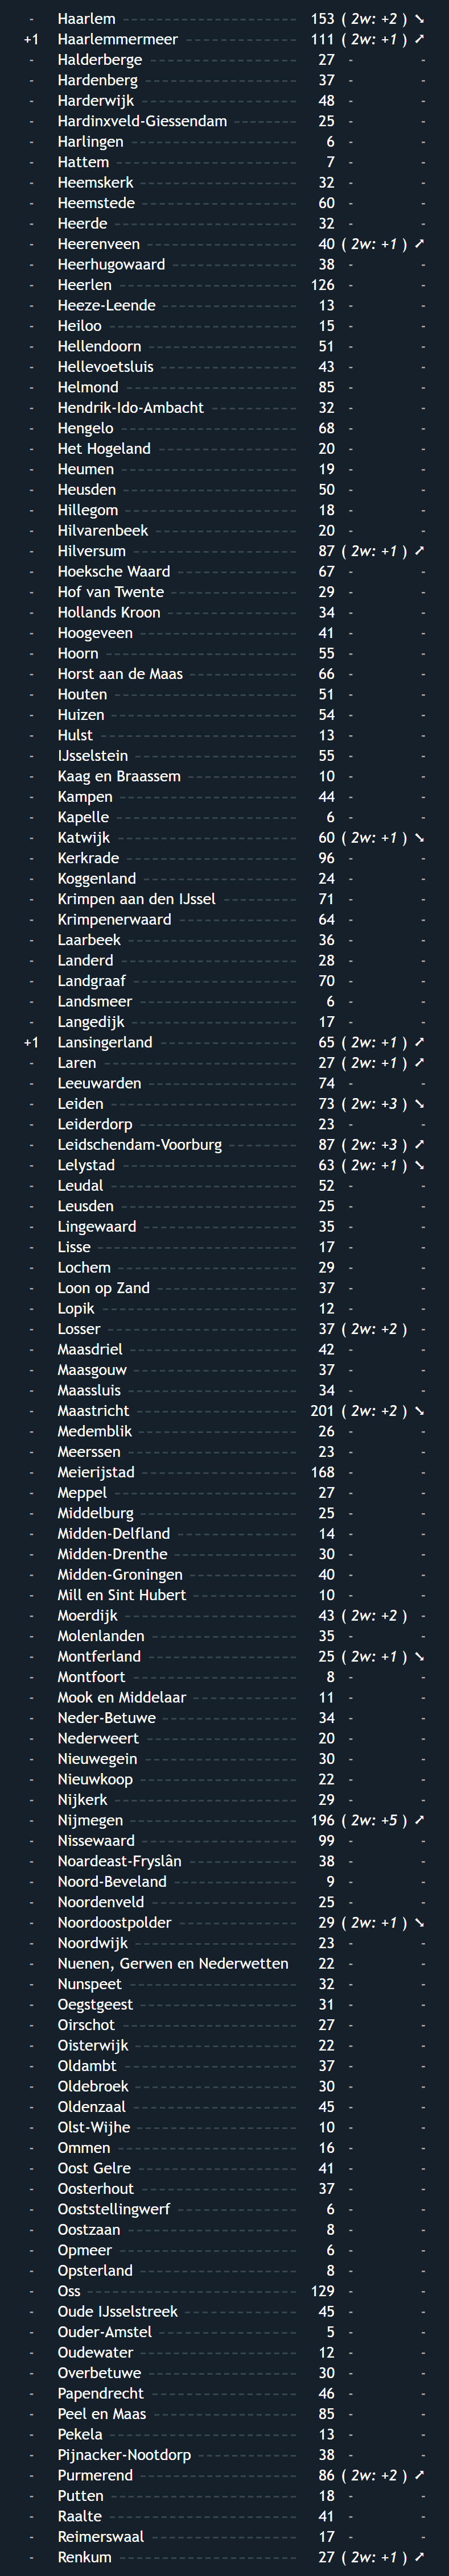 - Haarlem 153 ( 2w: +2 ) ➘
+1 Haarlemmermeer 111 ( 2w: +1 ) ➚
- Halderberge 27 - -
- Hardenberg 37 - -
- Harderwijk 48 - -
- Hardinxveld-Giessendam 25 - -
- Harlingen 6 - -
- Hattem 7 - -
- Heemskerk 32 - -
- Heemstede 60 - -
- Heerde 32 - -
- Heerenveen 40 ( 2w: +1 ) ➚
- Heerhugowaard 38 - -
- Heerlen 126 - -
- Heeze-Leende 13 - -
- Heiloo 15 - -
- Hellendoorn 51 - -
- Hellevoetsluis 43 - -
- Helmond 85 - -
- Hendrik-Ido-Ambacht 32 - -
- Hengelo 68 - -
- Het Hogeland 20 - -
- Heumen 19 - -
- Heusden 50 - -
- Hillegom 18 - -
- Hilvarenbeek 20 - -
- Hilversum 87 ( 2w: +1 ) ➚
- Hoeksche Waard 67 - -
- Hof van Twente 29 - -
- Hollands Kroon 34 - -
- Hoogeveen 41 - -
- Hoorn 55 - -
- Horst aan de Maas 66 - -
- Houten 51 - -
- Huizen 54 - -
- Hulst 13 - -
- IJsselstein 55 - -
- Kaag en Braassem 10 - -
- Kampen 44 - -
- Kapelle 6 - -
- Katwijk 60 ( 2w: +1 ) ➘
- Kerkrade 96 - -
- Koggenland 24 - -
- Krimpen aan den IJssel 71 - -
- Krimpenerwaard 64 - -
- Laarbeek 36 - -
- Landerd 28 - -
- Landgraaf 70 - -
- Landsmeer 6 - -
- Langedijk 17 - -
+1 Lansingerland 65 ( 2w: +1 ) ➚
- Laren 27 ( 2w: +1 ) ➚
- Leeuwarden 74 - -
- Leiden 73 ( 2w: +3 ) ➘
- Leiderdorp 23 - -
- Leidschendam-Voorburg 87 ( 2w: +3 ) ➚
- Lelystad 63 ( 2w: +1 ) ➘
- Leudal 52 - -
- Leusden 25 - -
- Lingewaard 35 - -
- Lisse 17 - -
- Lochem 29 - -
- Loon op Zand 37 - -
- Lopik 12 - -
- Losser 37 ( 2w: +2 ) -
- Maasdriel 42 - -
- Maasgouw 37 - -
- Maassluis 34 - -
- Maastricht 201 ( 2w: +2 ) ➘
- Medemblik 26 - -
- Meerssen 23 - -
- Meierijstad 168 - -
- Meppel 27 - -
- Middelburg 25 - -
- Midden-Delfland 14 - -
- Midden-Drenthe 30 - -
- Midden-Groningen 40 - -
- Mill en Sint Hubert 10 - -
- Moerdijk 43 ( 2w: +2 ) -
- Molenlanden 35 - -
- Montferland 25 ( 2w: +1 ) ➘
- Montfoort 8 - -
- Mook en Middelaar 11 - -
- Neder-Betuwe 34 - -
- Nederweert 20 - -
- Nieuwegein 30 - -
- Nieuwkoop 22 - -
- Nijkerk 29 - -
- Nijmegen 196 ( 2w: +5 ) ➚
- Nissewaard 99 - -
- Noardeast-Fryslân 38 - -
- Noord-Beveland 9 - -
- Noordenveld 25 - -
- Noordoostpolder 29 ( 2w: +1 ) ➘
- Noordwijk 23 - -
- Nuenen, Gerwen en Nederwetten 22 - -
- Nunspeet 32 - -
- Oegstgeest 31 - -
- Oirschot 27 - -
- Oisterwijk 22 - -
- Oldambt 37 - -
- Oldebroek 30 - -
- Oldenzaal 45 - -
- Olst-Wijhe 10 - -
- Ommen 16 - -
- Oost Gelre 41 - -
- Oosterhout 37 - -
- Ooststellingwerf 6 - -
- Oostzaan 8 - -
- Opmeer 6 - -
- Opsterland 8 - -
- Oss 129 - -
- Oude IJsselstreek 45 - -
- Ouder-Amstel 5 - -
- Oudewater 12 - -
- Overbetuwe 30 - -
- Papendrecht 46 - -
- Peel en Maas 85 - -
- Pekela 13 - -
- Pijnacker-Nootdorp 38 - -
- Purmerend 86 ( 2w: +2 ) ➚
- Putten 18 - -
- Raalte 41 - -
- Reimerswaal 17 - -
- Renkum 27 ( 2w: +1 ) ➚